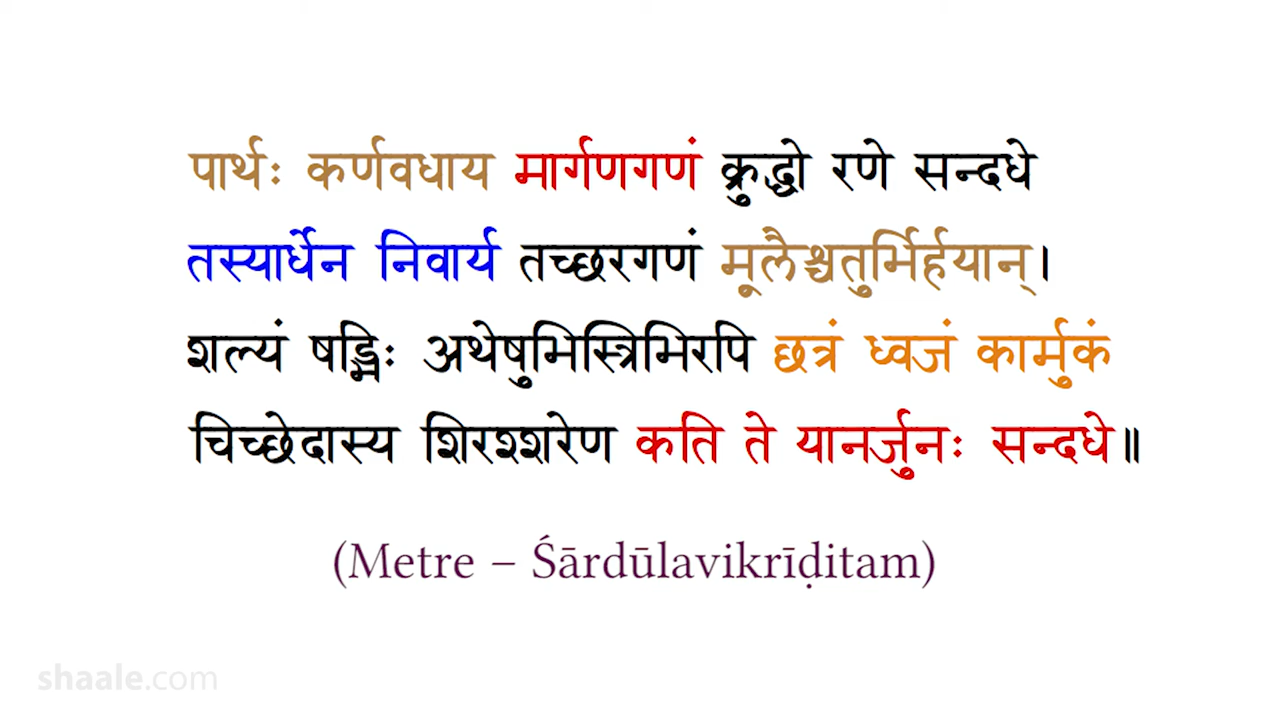 पार्थः कर्णवधाय मार्गणगणं क्रुद्धो रणे सन्दधे
तस्यार्धेन निवार्य तच्छरगणं मूलैश्चतुर्भिर्हयान्।
शल्यं षड्भिः अथेषुभिस्त्रिभिरपि छत्रं ध्वजं कार्मुकं
चिच्छेदास्य शिरश्शरेण कति ते यानर्जुनः सन्दधे॥
(Metre – Śārdūlavikrīḍitam)
shaale.com